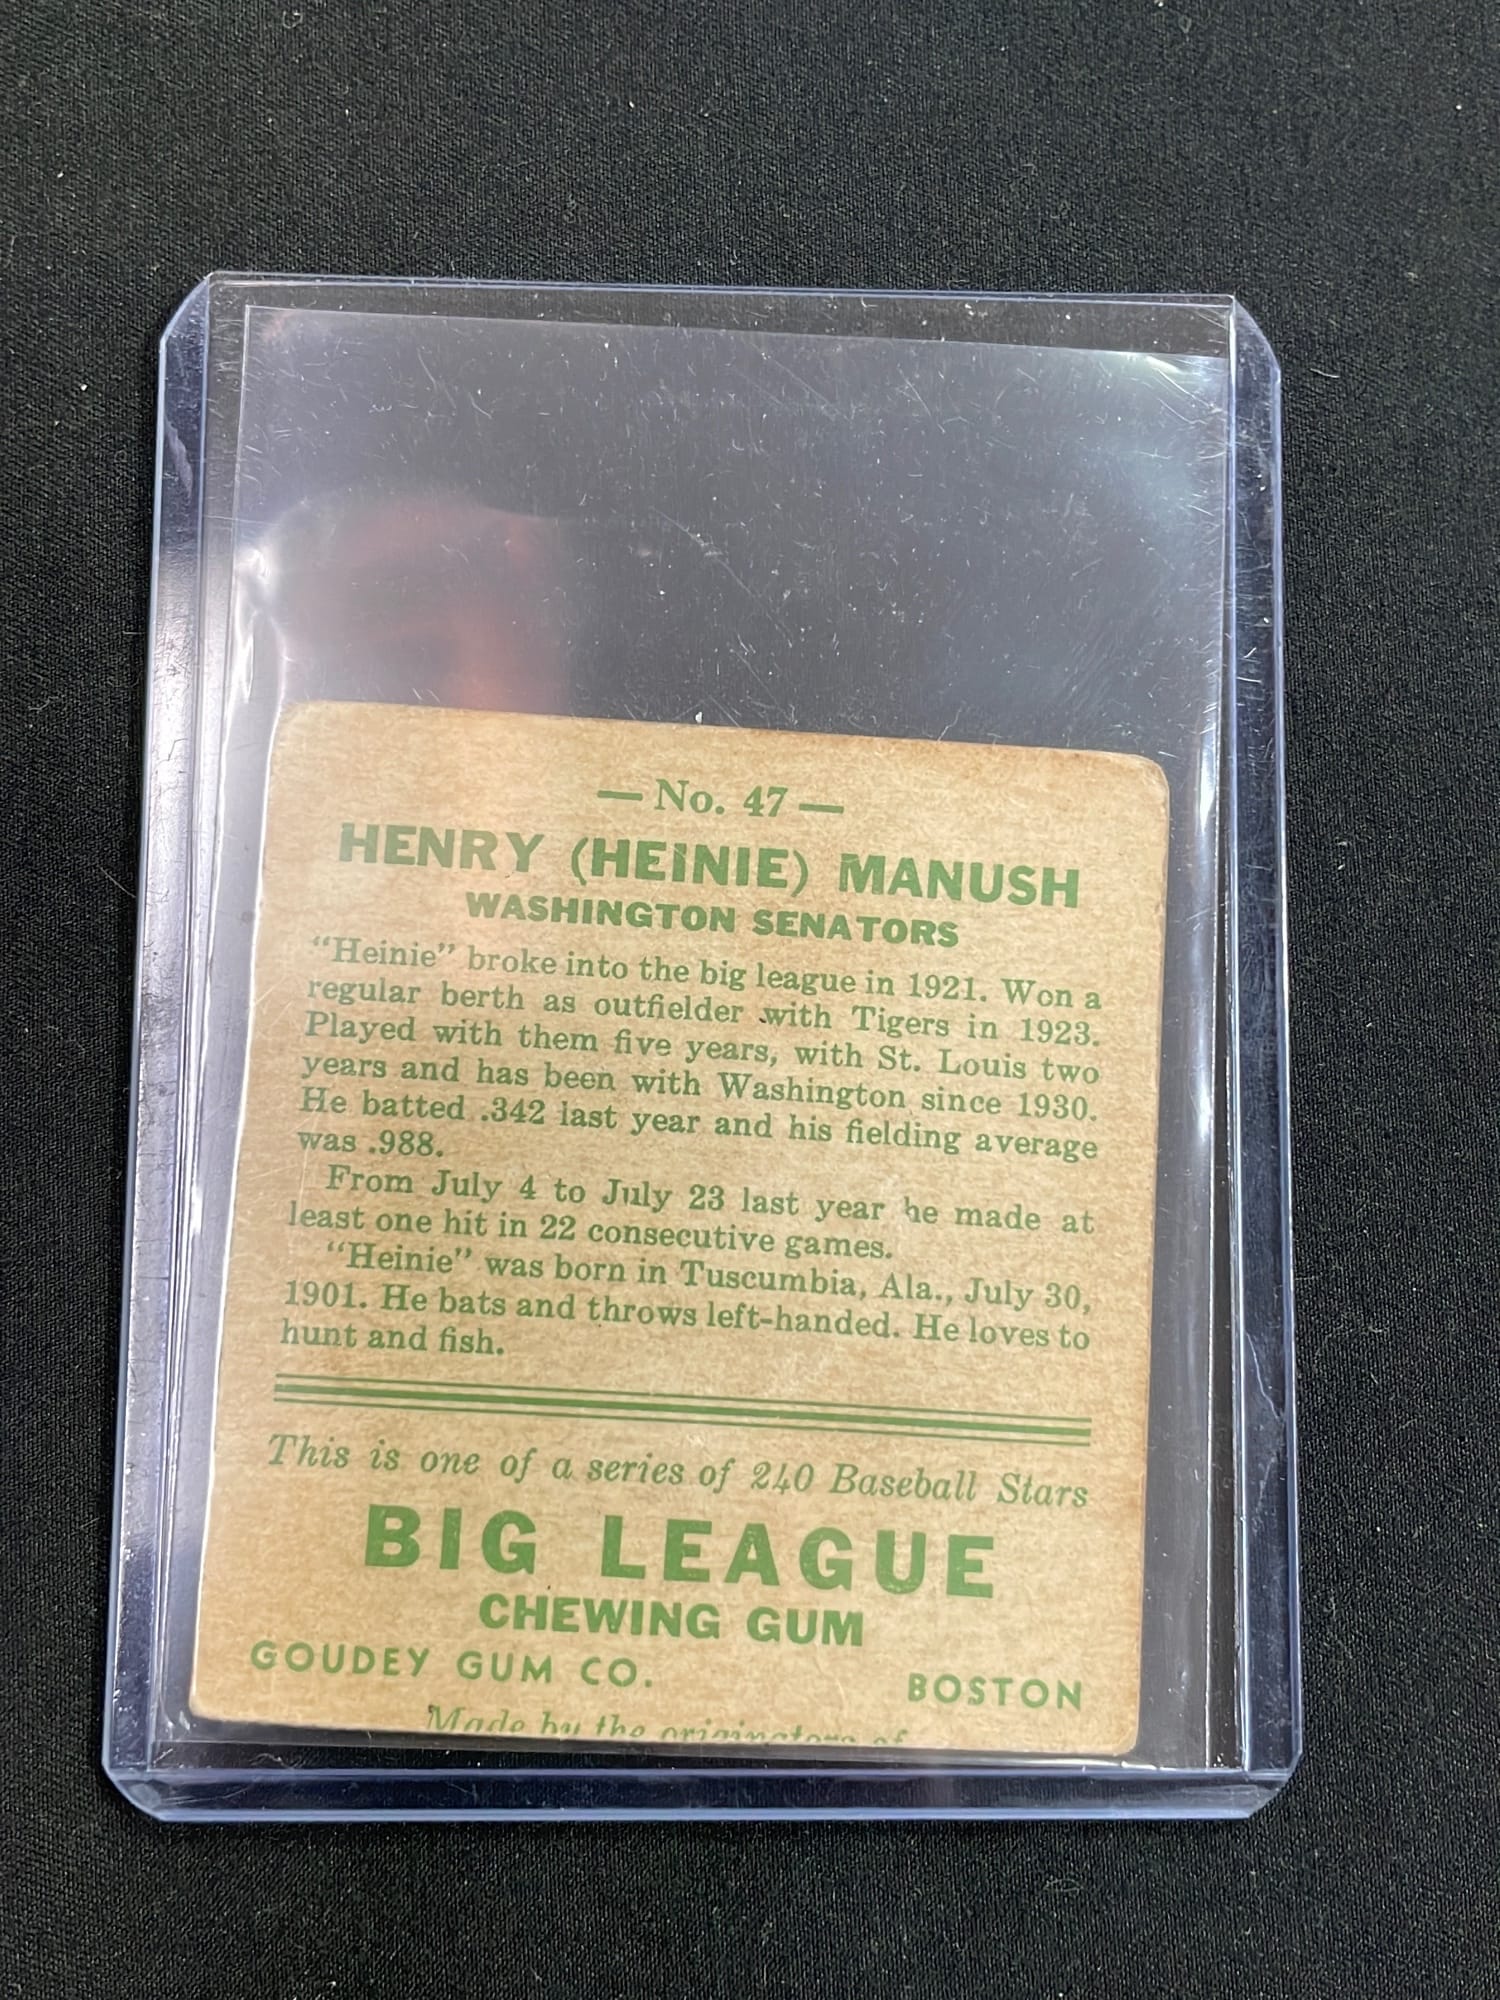 — No. 47 —
HENRY (HEINIE) MANUSH
WASHINGTON SENATORS
"Heinie" broke into the big league in 1921. Won a
regular berth as outfielder with Tigers in 1923.
Played with them five years, with St. Louis two
years and has been with Washington since 1930.
He batted .342 last year and his fielding average
was .988.
From July 4 to July 23 last year he made at
least one hit in 22 consecutive games.
"Heinie" was born in Tuscumbia, Ala., July 30,
1901. He bats and throws left-handed. He loves to
hunt and fish.
This is one of a series of 240 Baseball Stars
BIG LEAGUE
CHEWING GUM
GOUDEY GUM CO. BOSTON
Made by the originators of